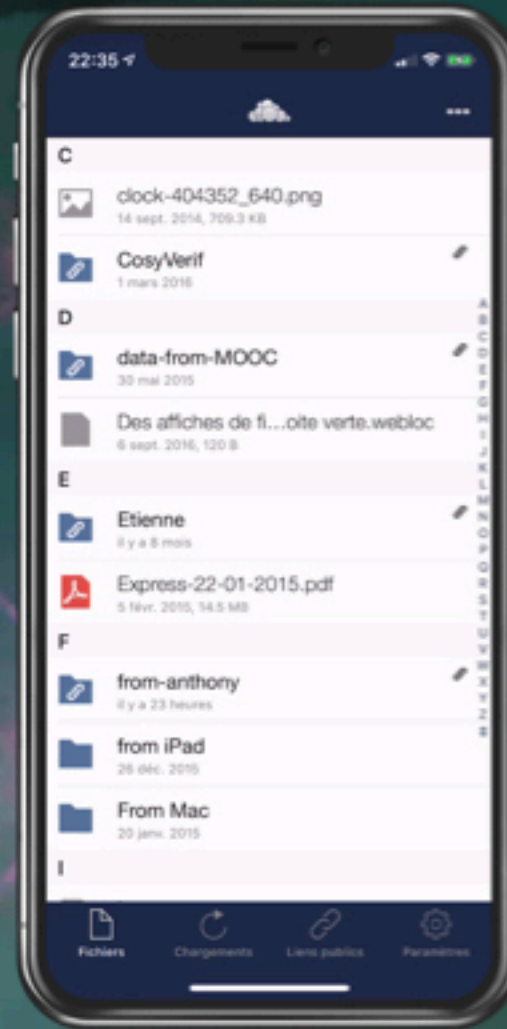 22:35
C
clock-404352_640.png
14 sept. 2014, 709.3 KB
CosyVerif
1 mars 2016
D
data-from-MOOC
30 mai 2015
Des affiches de fi...oite verte.webloc
6 sept. 2016, 120 B
E
Etienne
il y a 8 mois
Express-22-01-2015.pdf
5 févr. 2015, 14.5 MB
F
from-anthony
il y a 23 heures
from iPad
26 déc. 2015
From Mac
20 janv. 2015
I
A
B
C
D
E
F
G
H
I
J
K
L
M
N
O
P
Q
R
S
T
U
V
W
X
Y
Z
#
Fichiers
Chargements
Liens publics
Paramètres